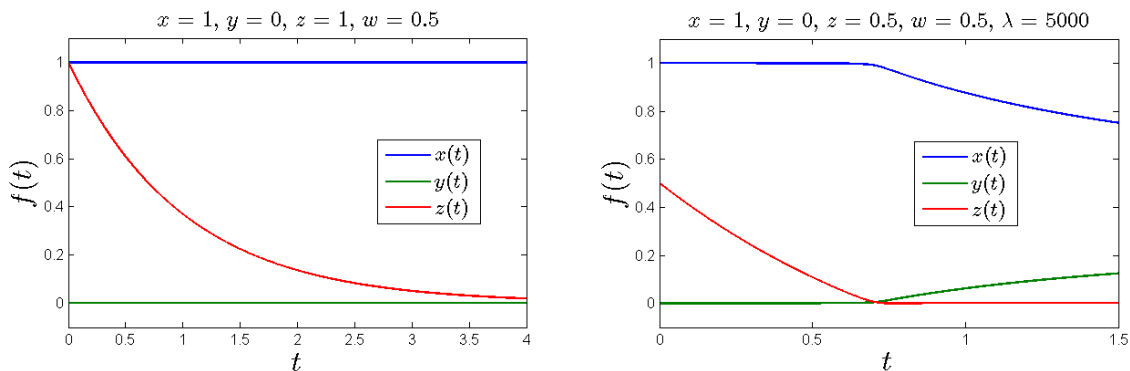 x = 1, y = 0, z = 1, w = 0.5
f(t)
1
0.8
0.6
0.4
0.2
0
x(t)
y(t)
z(t)
0 0.5 1 1.5 2 2.5 3 3.5 4
t
x = 1, y = 0, z = 0.5, w = 0.5, λ = 5000
f(t)
1
0.8
0.6
0.4
0.2
0
x(t)
y(t)
z(t)
0 0.5 1 1.5
t